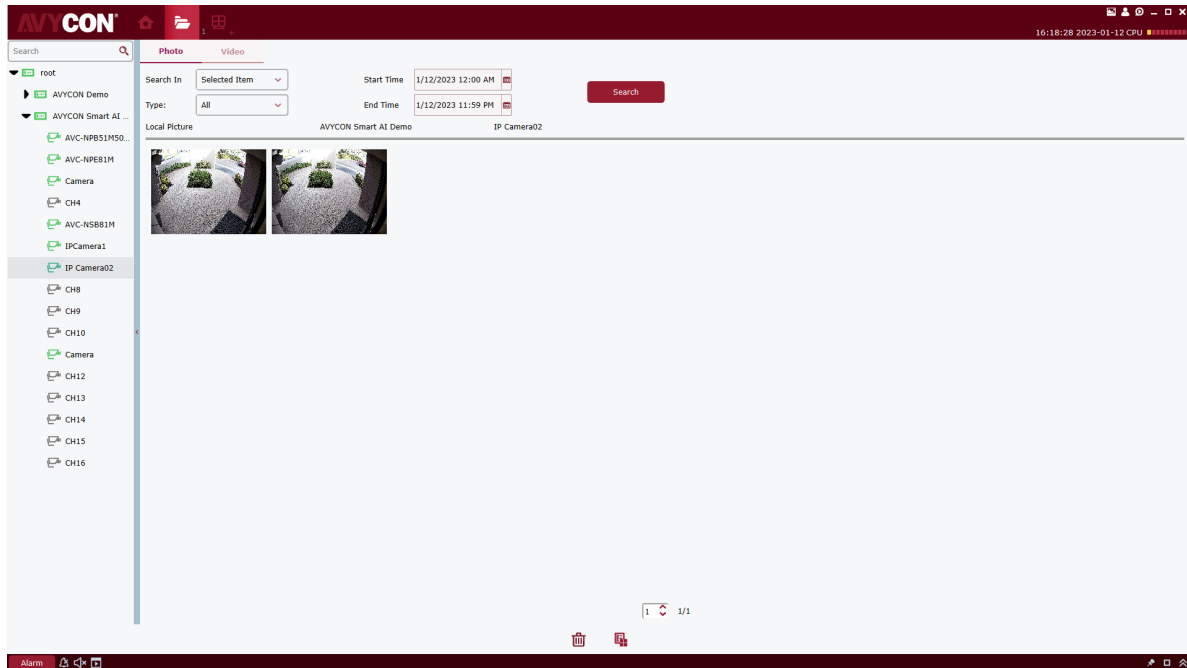 AVYCON
1
16:18:28 2023-01-12 CPU
Search
Photo
Video
root
AVYCON Demo
AVYCON Smart AI ...
AVC-NPB51M50...
AVC-NPE81M
Camera
CH4
AVC-NSB81M
IPCamera1
IP Camera02
CH8
CH9
CH10
Camera
CH12
CH13
CH14
CH15
CH16
Search In
Selected Item
Start Time
1/12/2023 12:00 AM
Search
Type:
All
End Time
1/12/2023 11:59 PM
Local Picture
AVYCON Smart AI Demo
IP Camera02
1
1/1
Alarm